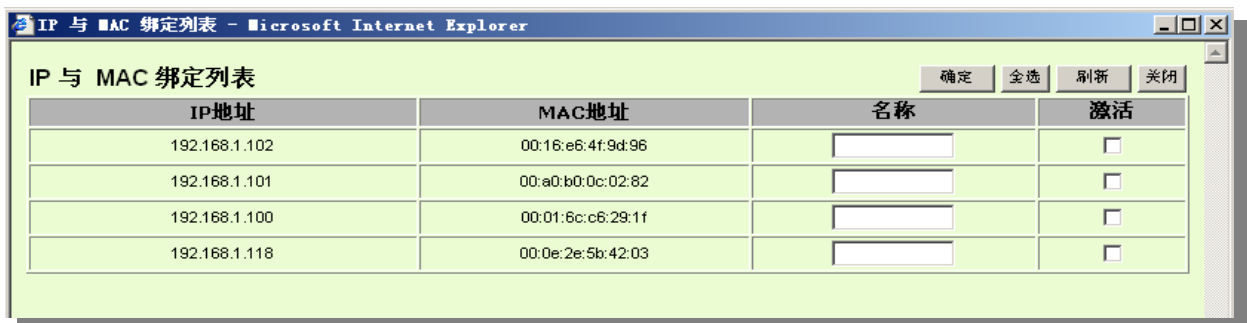 IP 与 MAC 绑定列表 - Microsoft Internet Explorer
IP 与 MAC 绑定列表 确定 全选 刷新 关闭
IP地址 MAC地址 名称 激活
192.168.1.102 00:16:e6:4f:9d:96
192.168.1.101 00:a0:b0:0c:02:82
192.168.1.100 00:01:6c:c6:29:1f
192.168.1.118 00:0e:2e:5b:42:03